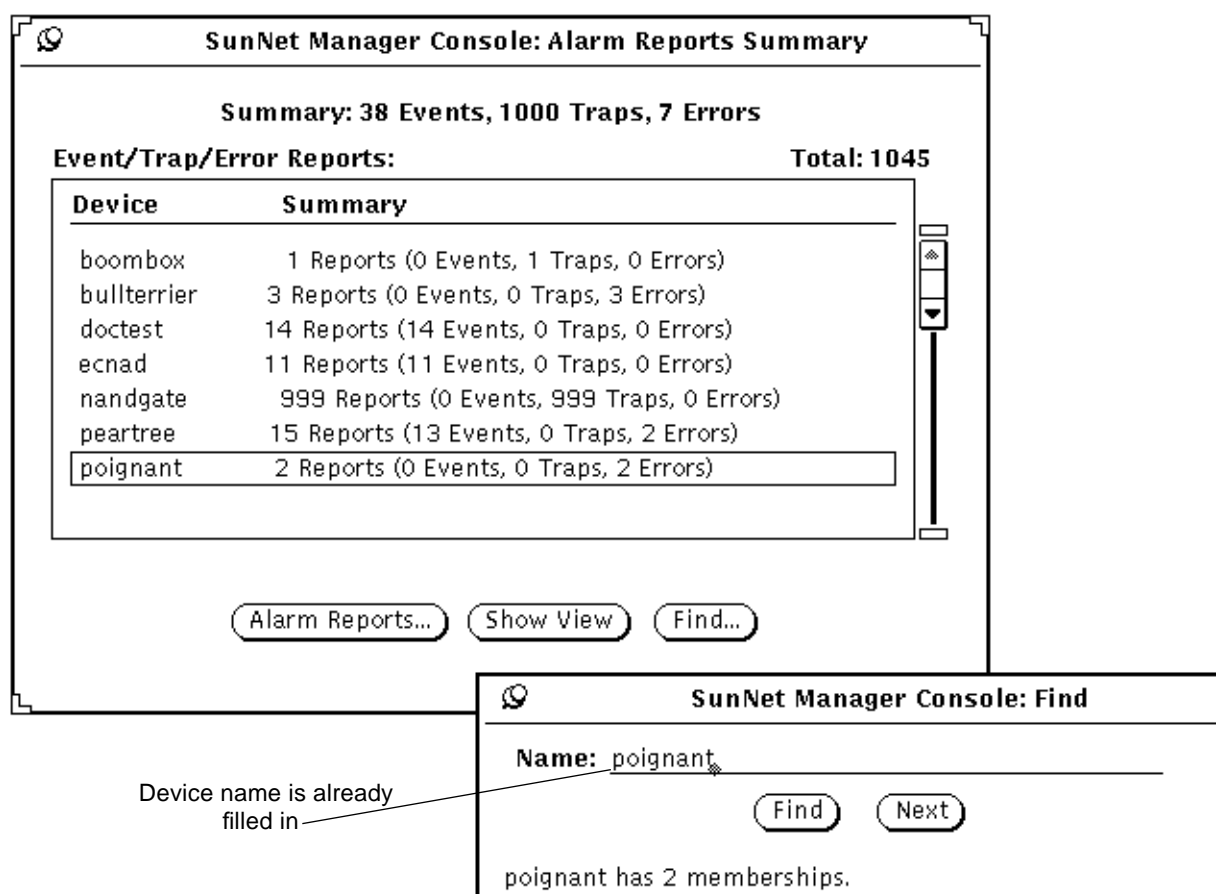 SunNet Manager Console: Alarm Reports Summary
Summary: 38 Events, 1000 Traps, 7 Errors
Event/Trap/Error Reports: Total: 1045
Device Summary
boombox 1 Reports (0 Events, 1 Traps, 0 Errors)
bullterrier 3 Reports (0 Events, 0 Traps, 3 Errors)
doctest 14 Reports (14 Events, 0 Traps, 0 Errors)
ecnad 11 Reports (11 Events, 0 Traps, 0 Errors)
nandgate 999 Reports (0 Events, 999 Traps, 0 Errors)
peartree 15 Reports (13 Events, 0 Traps, 2 Errors)
poignant 2 Reports (0 Events, 0 Traps, 2 Errors)
Alarm Reports... Show View Find...
SunNet Manager Console: Find
Name: poignant
Device name is already
filled in
Find Next
poignant has 2 memberships.